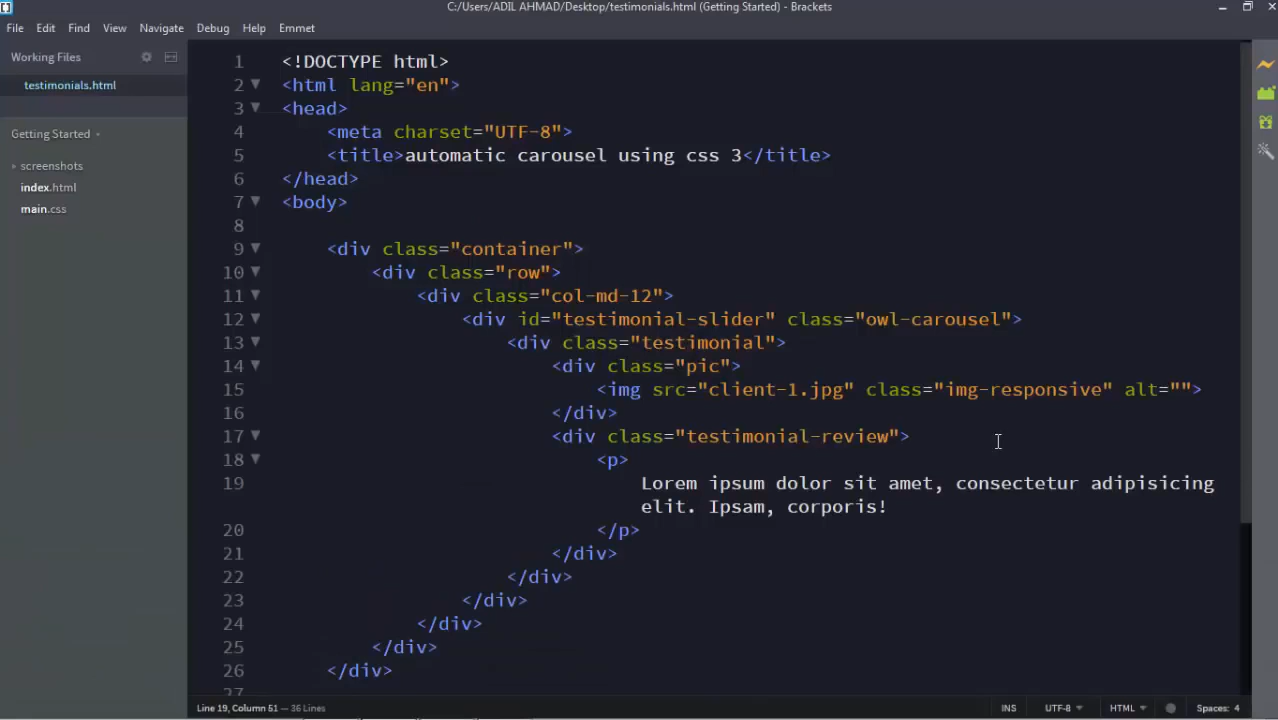 C:/Users/ADIL AHMAD/Desktop/testimonials.html (Getting Started) - Brackets
File Edit Find View Navigate Debug Help Emmet
Working Files
testimonials.html
Getting Started
screenshots
index.html
main.css
1 <!DOCTYPE html>
2 <html lang="en">
3 <head>
4 <meta charset="UTF-8">
5 <title>automatic carousel using css 3</title>
6 </head>
7 <body>
8
9 <div class="container">
10 <div class="row">
11 <div class="col-md-12">
12 <div id="testimonial-slider" class="owl-carousel">
13 <div class="testimonial">
14 <div class="pic">
15 <img src="client-1.jpg" class="img-responsive" alt="">
16 </div>
17 <div class="testimonial-review">
18 <p>
19 Lorem ipsum dolor sit amet, consectetur adipisicing
elit. Ipsam, corporis!
20 </p>
21 </div>
22 </div>
23 </div>
24 </div>
25 </div>
26 </div>
27
Line 19, Column 51 — 36 Lines INS UTF-8 HTML Spaces: 4